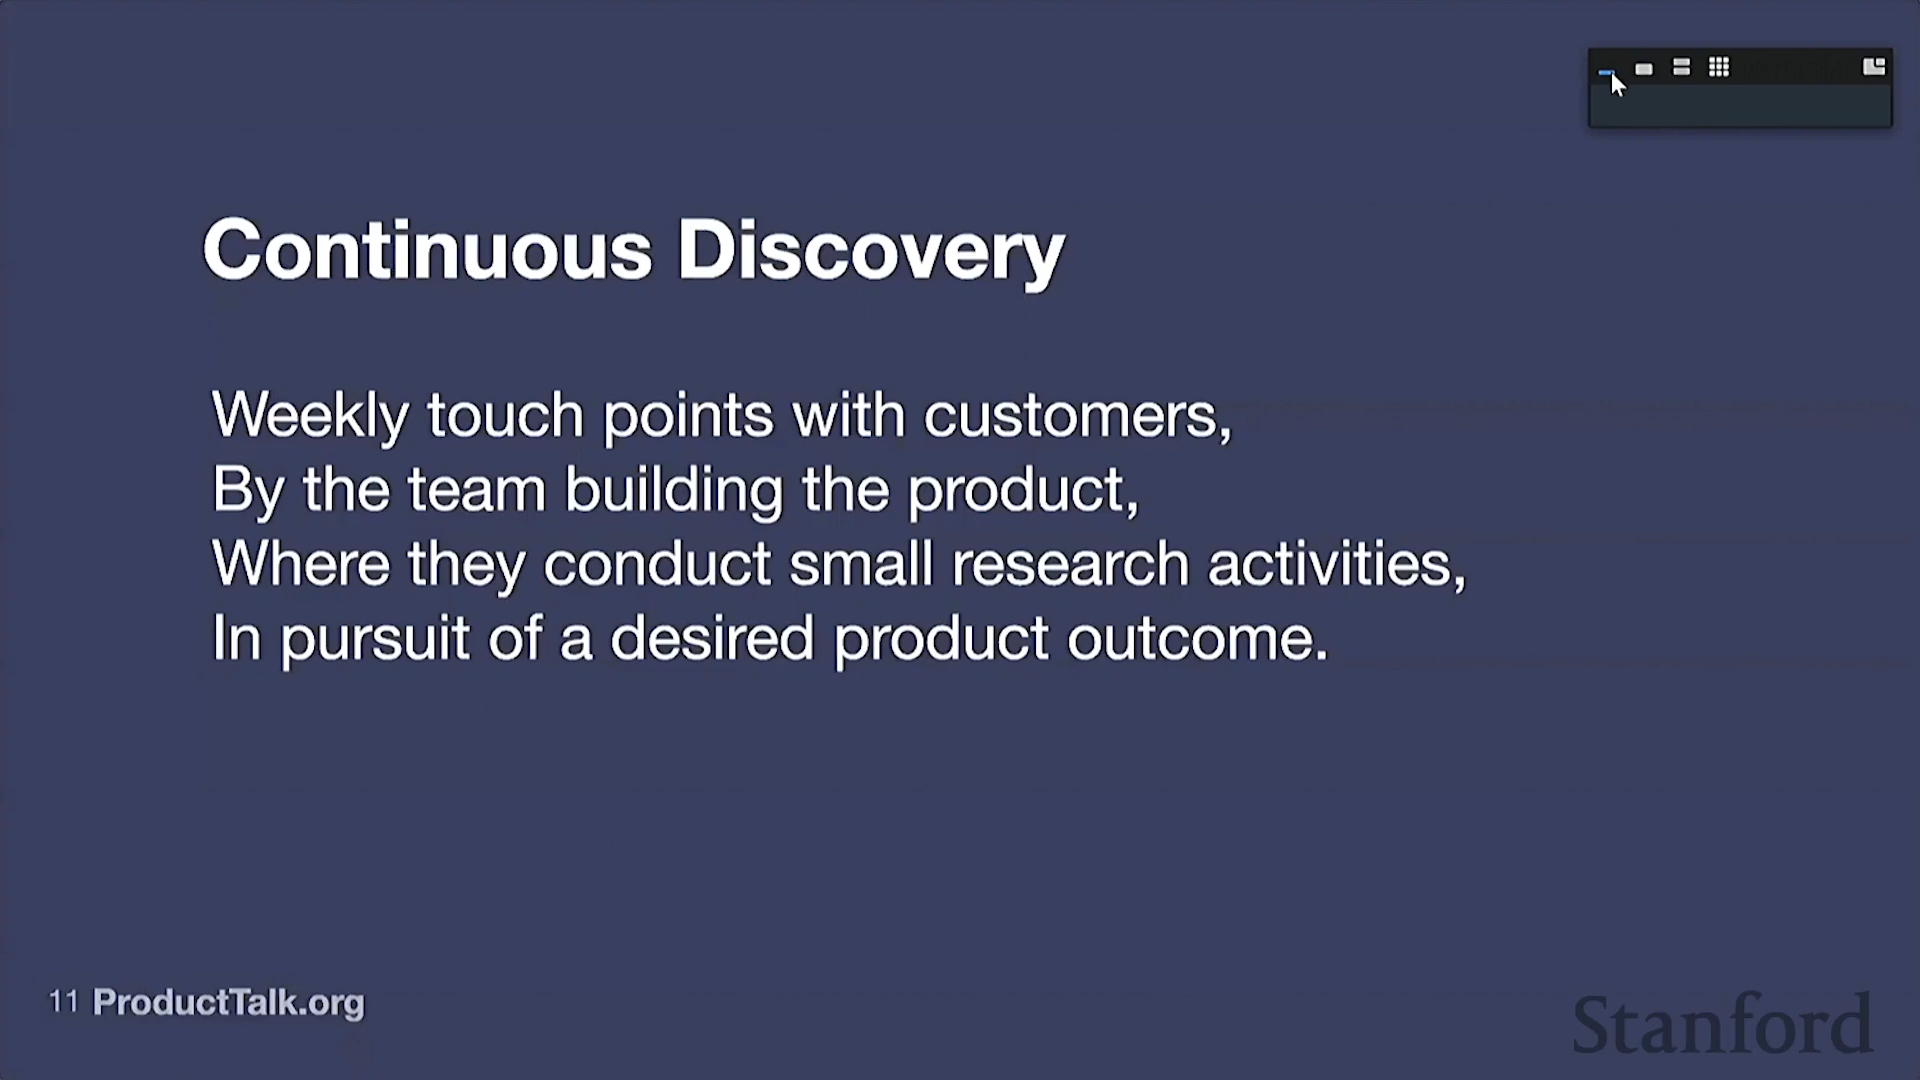 Continuous Discovery
Weekly touch points with customers,
By the team building the product,
Where they conduct small research activities,
In pursuit of a desired product outcome.
11 ProductTalk.org
Stanford